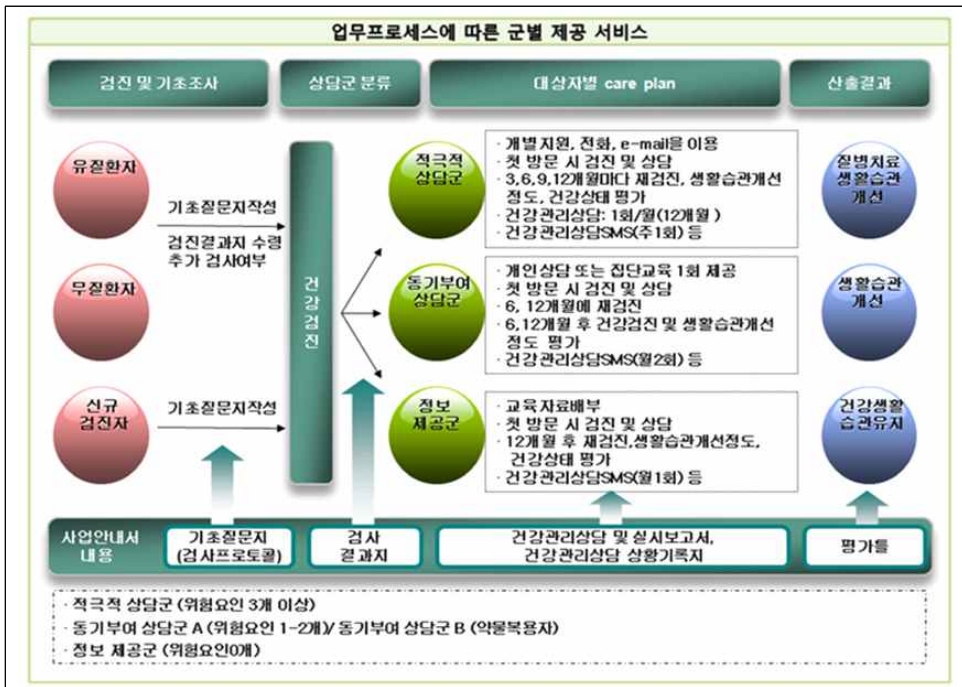 업무프로세스에 따른 군별 제공 서비스
검진 및 기초조사
상담군 분류
대상자별 care plan
산출결과
유질환자
무질환자
신규
검진자
기초질문지작성
검진결과지 수령
추가 검사여부
기초질문지작성
건강검진
적극적
상담군
· 개별지원, 전화, e-mail을 이용
· 첫 방문 시 검진 및 상담
· 3,6,9,12개월마다 재검진, 생활습관개선
정도, 건강상태 평가
· 건강관리상담: 1회/월(12개월 )
· 건강관리상담SMS(주1회) 등
질병치료
생활습관
개선
동기부여
상담군
· 개인상담 또는 집단교육 1회 제공
· 첫 방문 시 검진 및 상담
· 6, 12개월에 재검진
· 6,12개월 후 건강검진 및 생활습관개선
정도 평가
· 건강관리상담SMS(월2회) 등
생활습관
개선
정보
제공군
· 교육자료배부
· 첫 방문 시 검진 및 상담
· 12개월 후 재검진,생활습관개선정도,
건강상태 평가
· 건강관리상담SMS(월1회) 등
건강생활
습관유지
사업안내서
내용
기초질문지
(검사프로토콜)
검사
결과지
건강관리상담 및 실시보고서,
건강관리상담 상황기록지
평가틀
· 적극적 상담군 (위험요인 3개 이상)
· 동기부여 상담군 A (위험요인 1-2개)/ 동기부여 상담군 B (약물복용자)
· 정보 제공군 (위험요인0개)